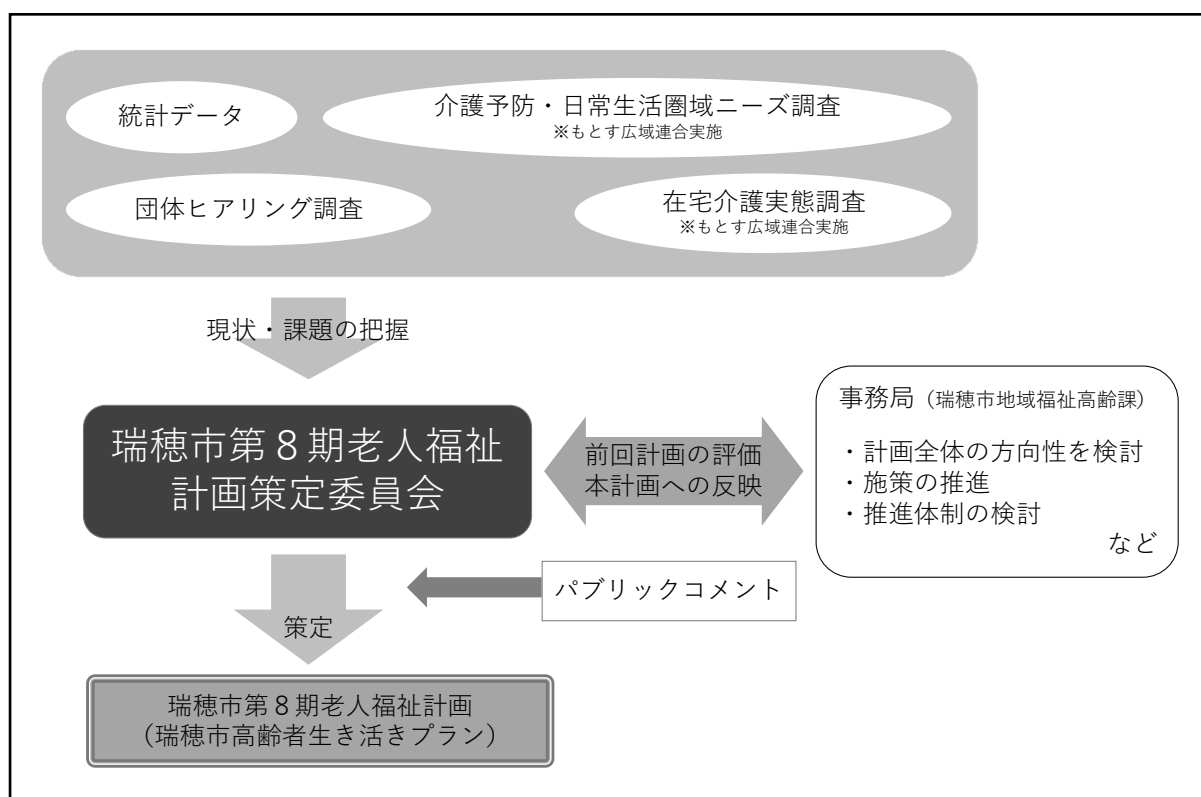 統計データ
介護予防・日常生活圏域ニーズ調査
※もとす広域連合実施
団体ヒアリング調査
在宅介護実態調査
※もとす広域連合実施
現状・課題の把握
瑞穂市第８期老人福祉
計画策定委員会
前回計画の評価
本計画への反映
事務局（瑞穂市地域福祉高齢課）
・計画全体の方向性を検討
・施策の推進
・推進体制の検討
など
パブリックコメント
策定
瑞穂市第８期老人福祉計画
（瑞穂市高齢者生き活きプラン）